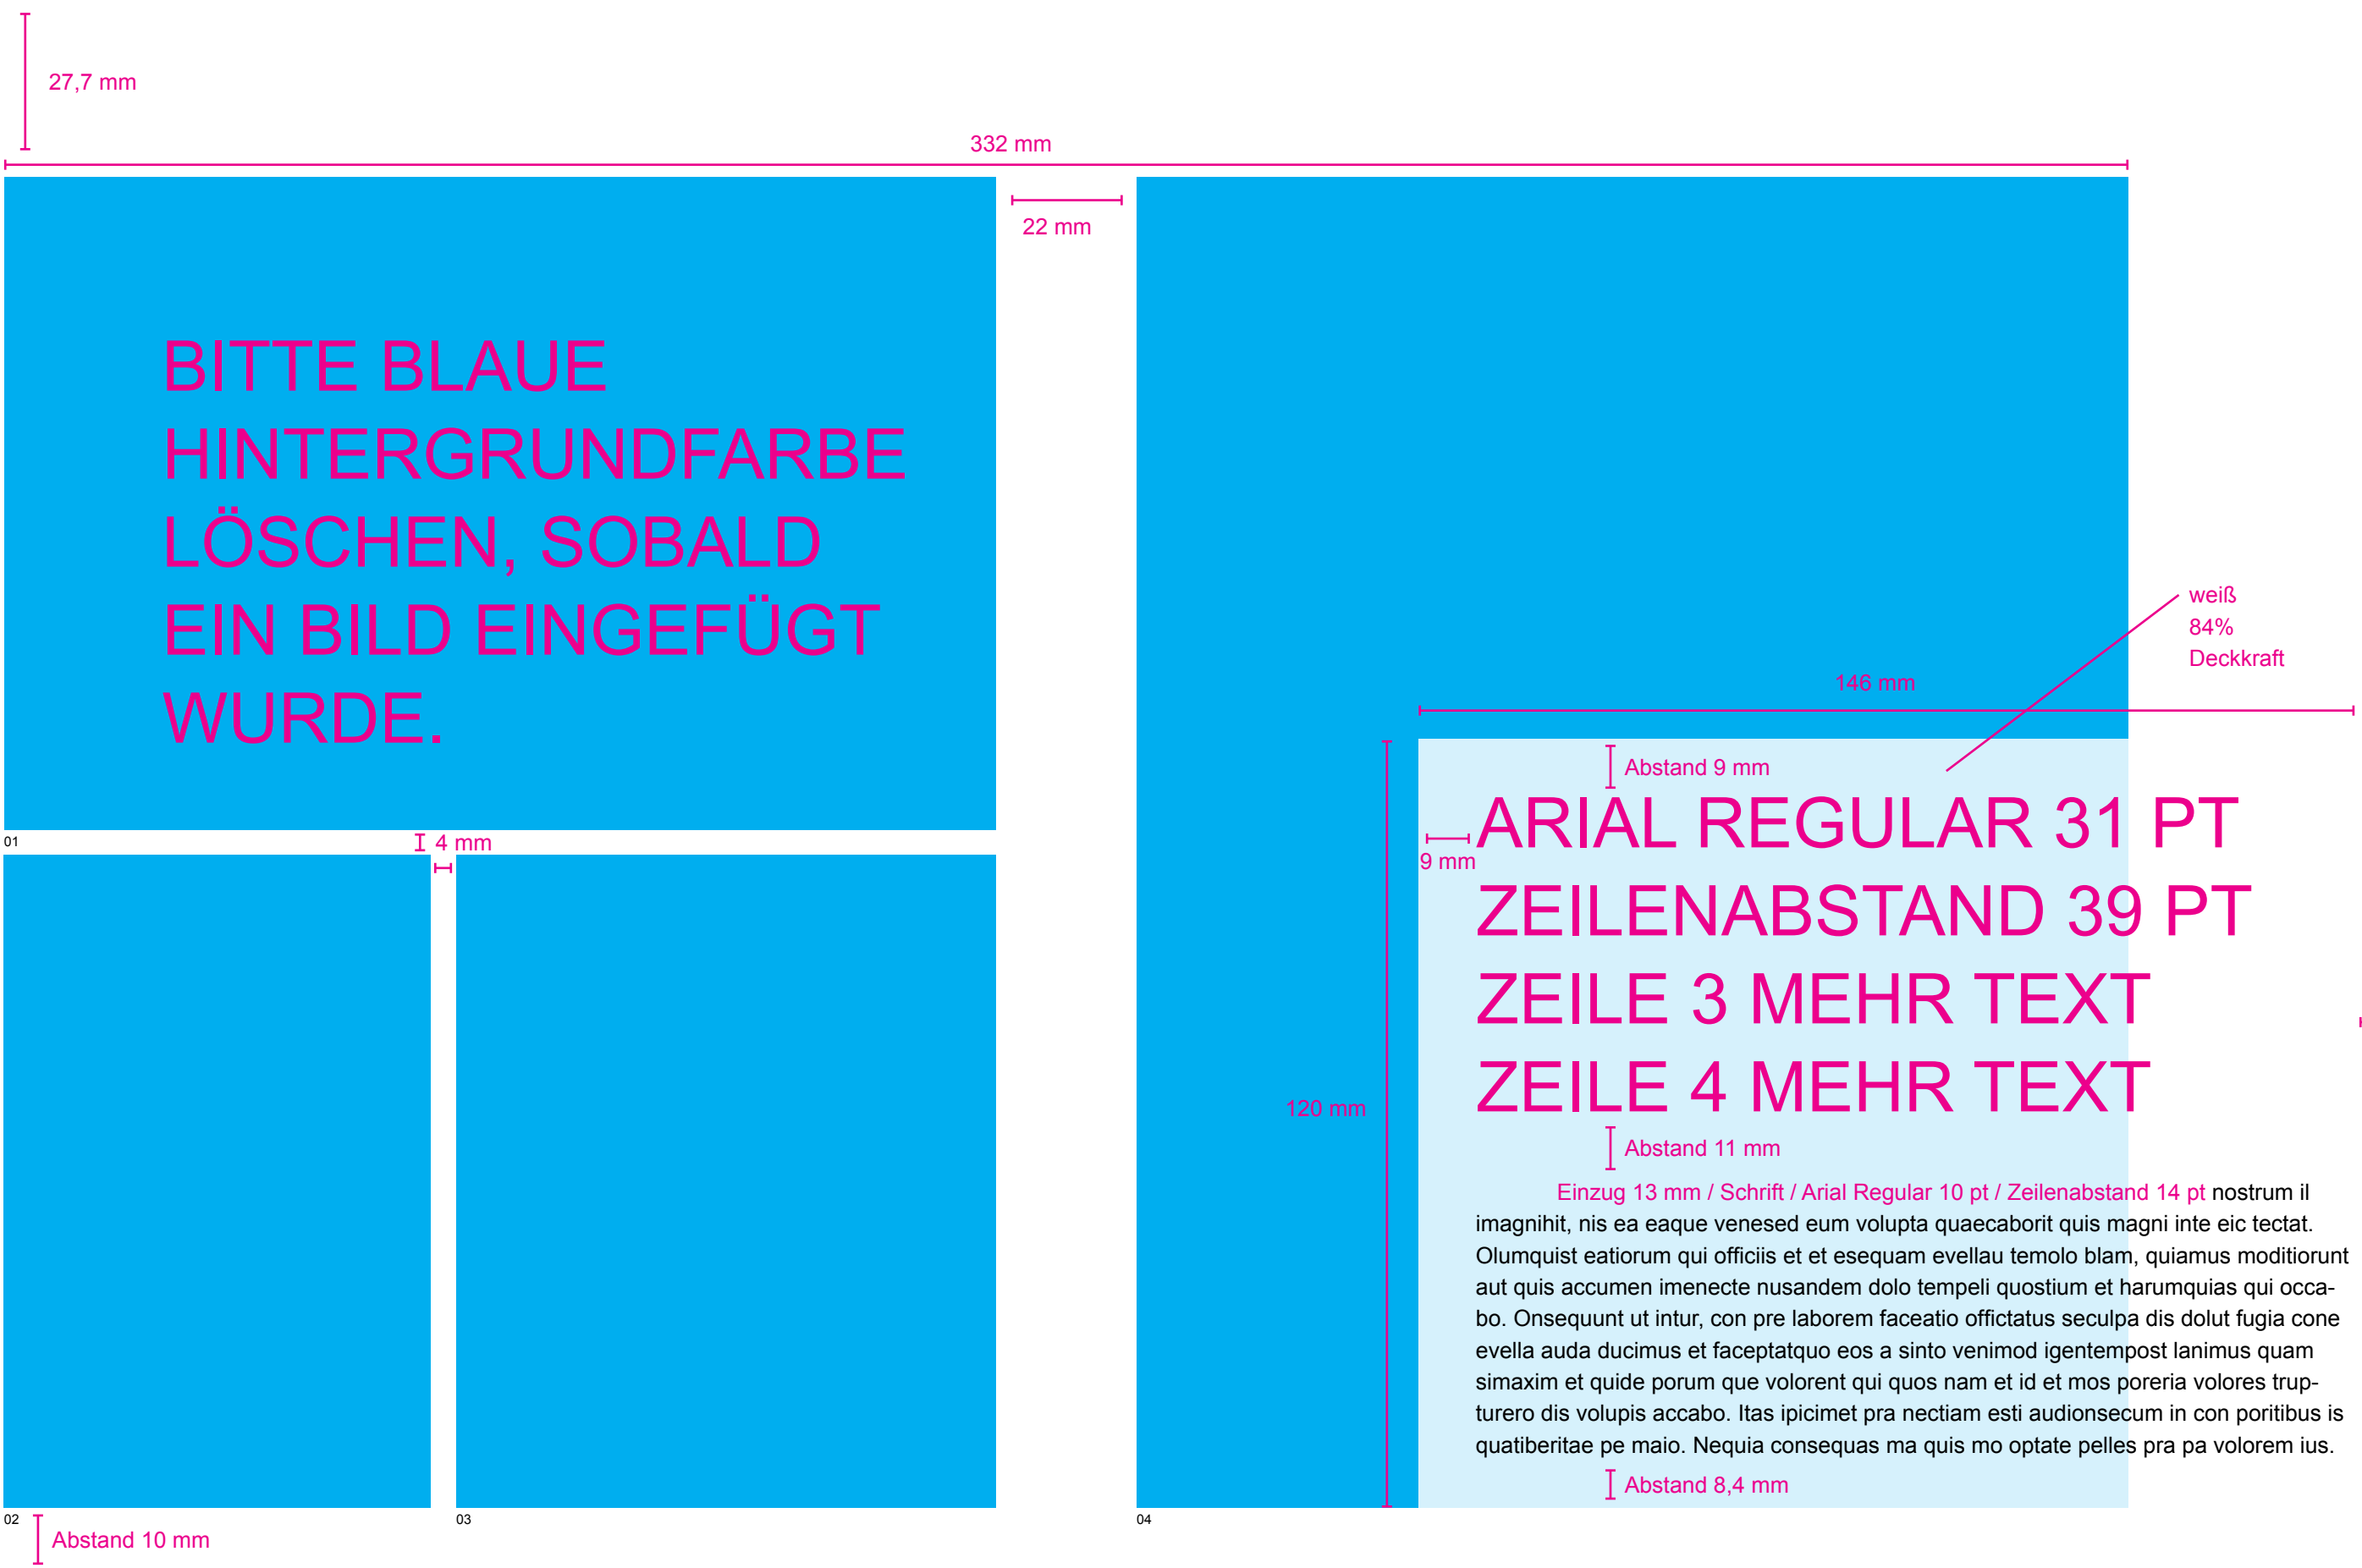 27,7 mm
332 mm
22 mm
BITTE BLAUE
HINTERGRUNDFARBE
LÖSCHEN, SOBALD
EIN BILD EINGEFÜGT
WURDE.
01
4 mm
02
Abstand 10 mm
03
weiß
84%
Deckkraft
146 mm
Abstand 9 mm
9 mm
ARIAL REGULAR 31 PT
ZEILENABSTAND 39 PT
ZEILE 3 MEHR TEXT
ZEILE 4 MEHR TEXT
120 mm
Abstand 11 mm
Einzug 13 mm / Schrift / Arial Regular 10 pt / Zeilenabstand 14 pt nostrum il
imagnihit, nis ea eaque venesed eum volupta quaecaborit quis magni inte eic tectat.
Olumquist eatiorum qui officiis et et esequam evellau temolo blam, quiamus moditiorunt
aut quis accumen imenecte nusandem dolo tempeli quostium et harumquias qui occa-
bo. Onsequunt ut intur, con pre laborem faceatio offictatus seculpa dis dolut fugia cone
evella auda ducimus et faceptatquo eos a sinto venimod igentempost lanimus quam
simaxim et quide porum que volorent qui quos nam et id et mos poreria volores trup-
turero dis volupis accabo. Itas ipicimet pra nectiam esti audionsecum in con poritibus is
quatiberitae pe maio. Nequia consequas ma quis mo optate pelles pra pa volorem ius.
Abstand 8,4 mm
04